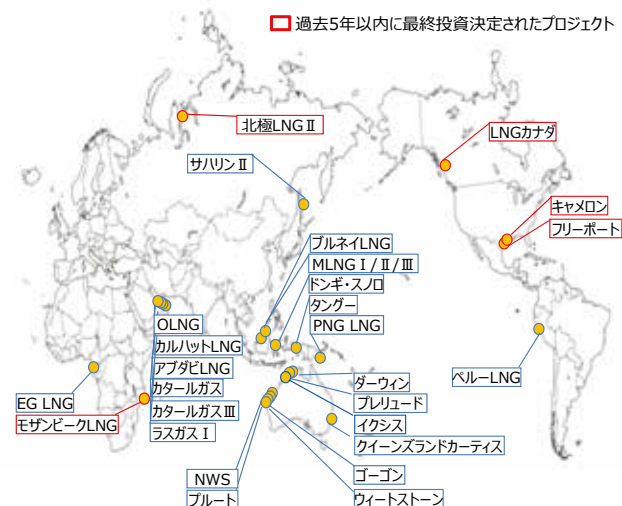 過去5年以内に最終投資決定されたプロジェクト
北極LNGⅡ
LNGカナダ
サハリンⅡ
キャメロン
フリーポート
ブルネイLNG
MLNGⅠ/Ⅱ/Ⅲ
ドンギ・スノロ
タングー
PNG LNG
OLNG
カルハットLNG
アブダビLNG
カタールガス
カタールガスⅢ
ラスガスⅠ
EG LNG
モザンビークLNG
ペルーLNG
ダーウィン
プレリュード
イクシス
クイーンズランドカーティス
ゴーゴン
ウィートストーン
NWS
プルート